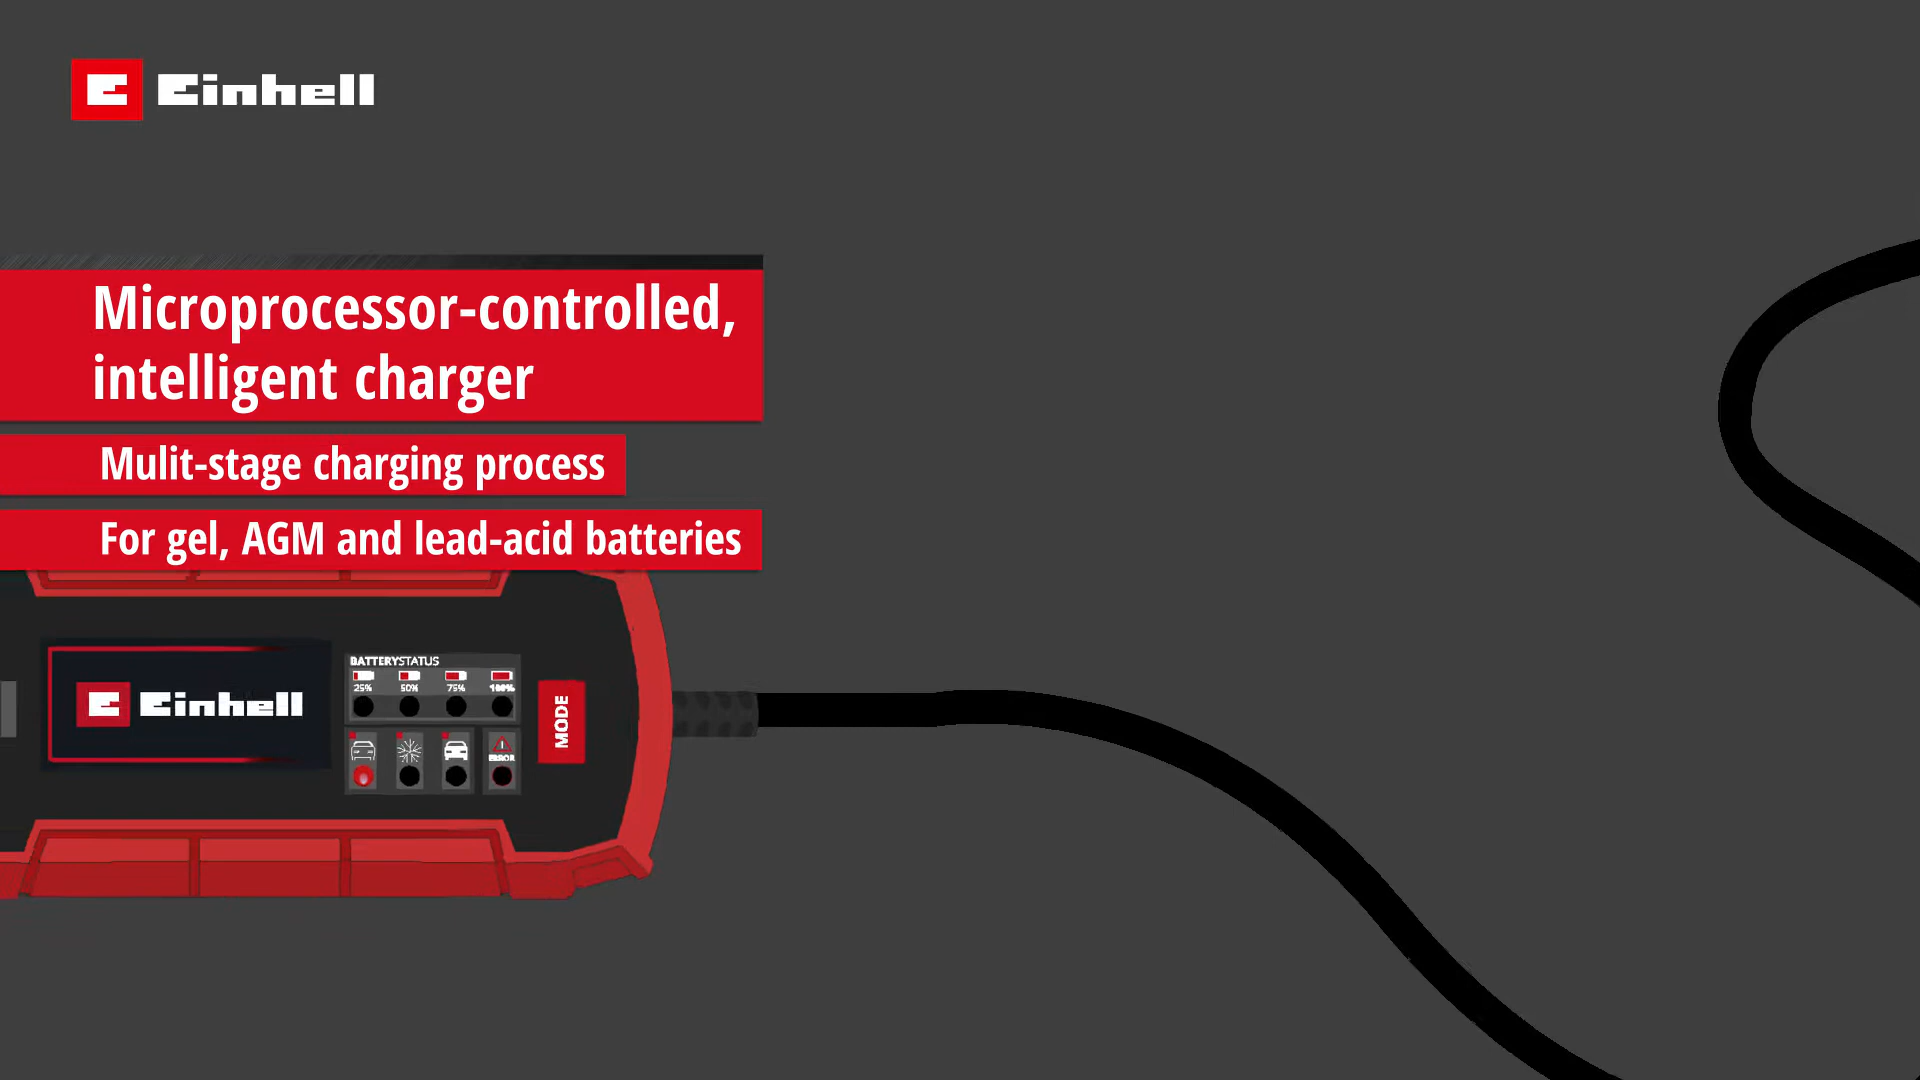 Einhell
Microprocessor-controlled,
intelligent charger
Mulit-stage charging process
For gel, AGM and lead-acid batteries
BATTERYSTATUS
25% 50% 75% 100%
Einhell
MODE
ERROR